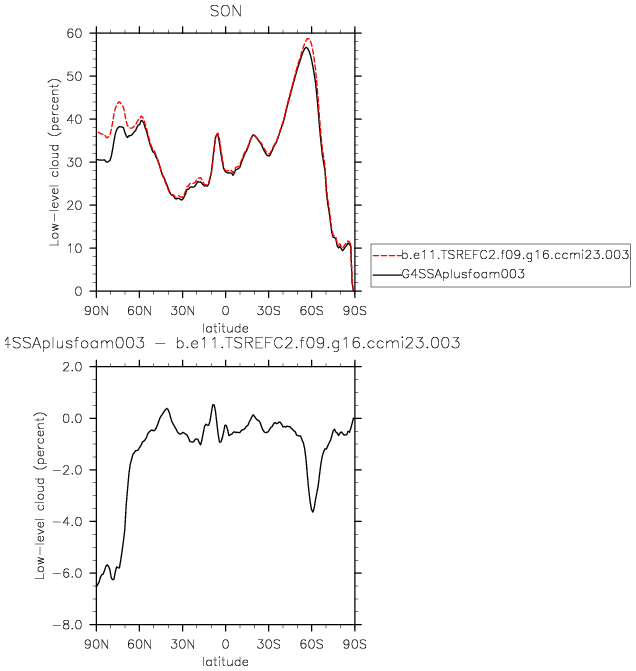 SON
60
50
40
30
20
10
0
Low-level cloud (percent)
90N 60N 30N 0 30S 60S 90S
latitude
b.e11.TSREFC2.f09.g16.ccmi23.003
G4SSAplusfoam003
4SSAplusfoam003 - b.e11.TSREFC2.f09.g16.ccmi23.003
2.0
0.0
-2.0
-4.0
-6.0
-8.0
Low-level cloud (percent)
90N 60N 30N 0 30S 60S 90S
latitude